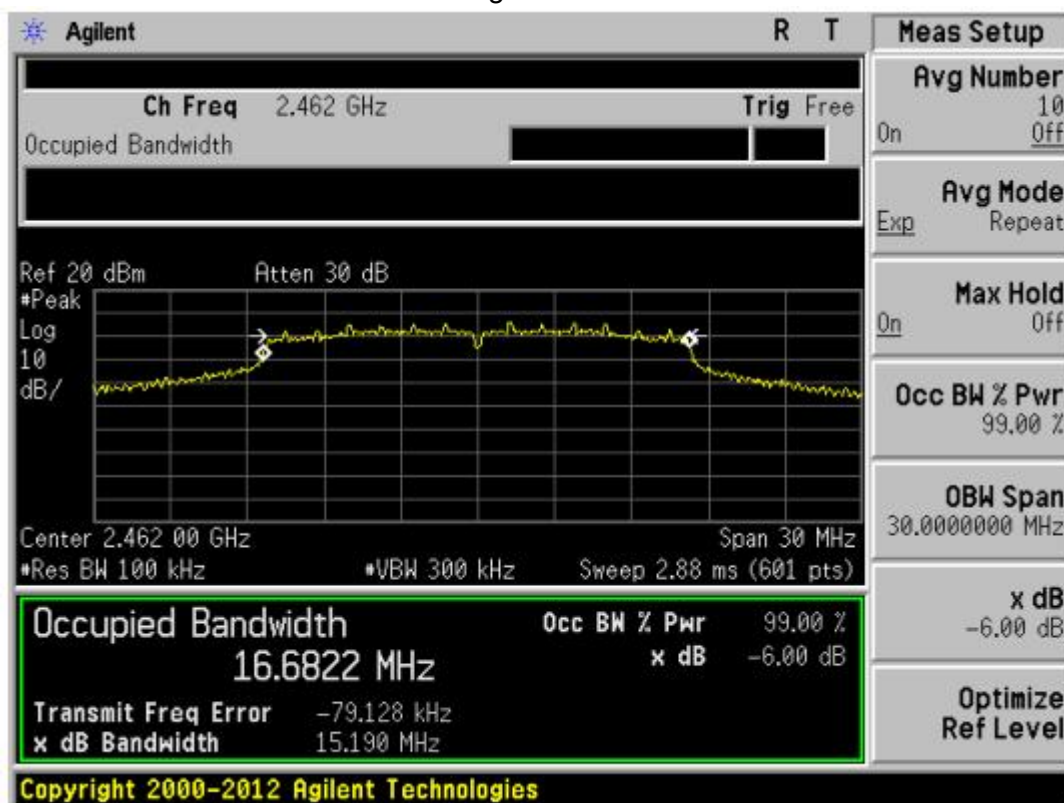 Agilent R T
Ch Freq 2.462 GHz Trig Free
Occupied Bandwidth
Ref 20 dBm Atten 30 dB
#Peak
Log
10
dB/
Center 2.462 00 GHz Span 30 MHz
#Res BW 100 kHz #VBW 300 kHz Sweep 2.88 ms (601 pts)
Occupied Bandwidth Occ BW % Pwr 99.00 %
16.6822 MHz x dB -6.00 dB
Transmit Freq Error -79.128 kHz
x dB Bandwidth 15.190 MHz
Copyright 2000-2012 Agilent Technologies
Meas Setup
Avg Number
10
On Off
Avg Mode
Exp Repeat
Max Hold
On Off
Occ BW % Pwr
99.00 %
OBW Span
30.0000000 MHz
x dB
-6.00 dB
Optimize
Ref Level